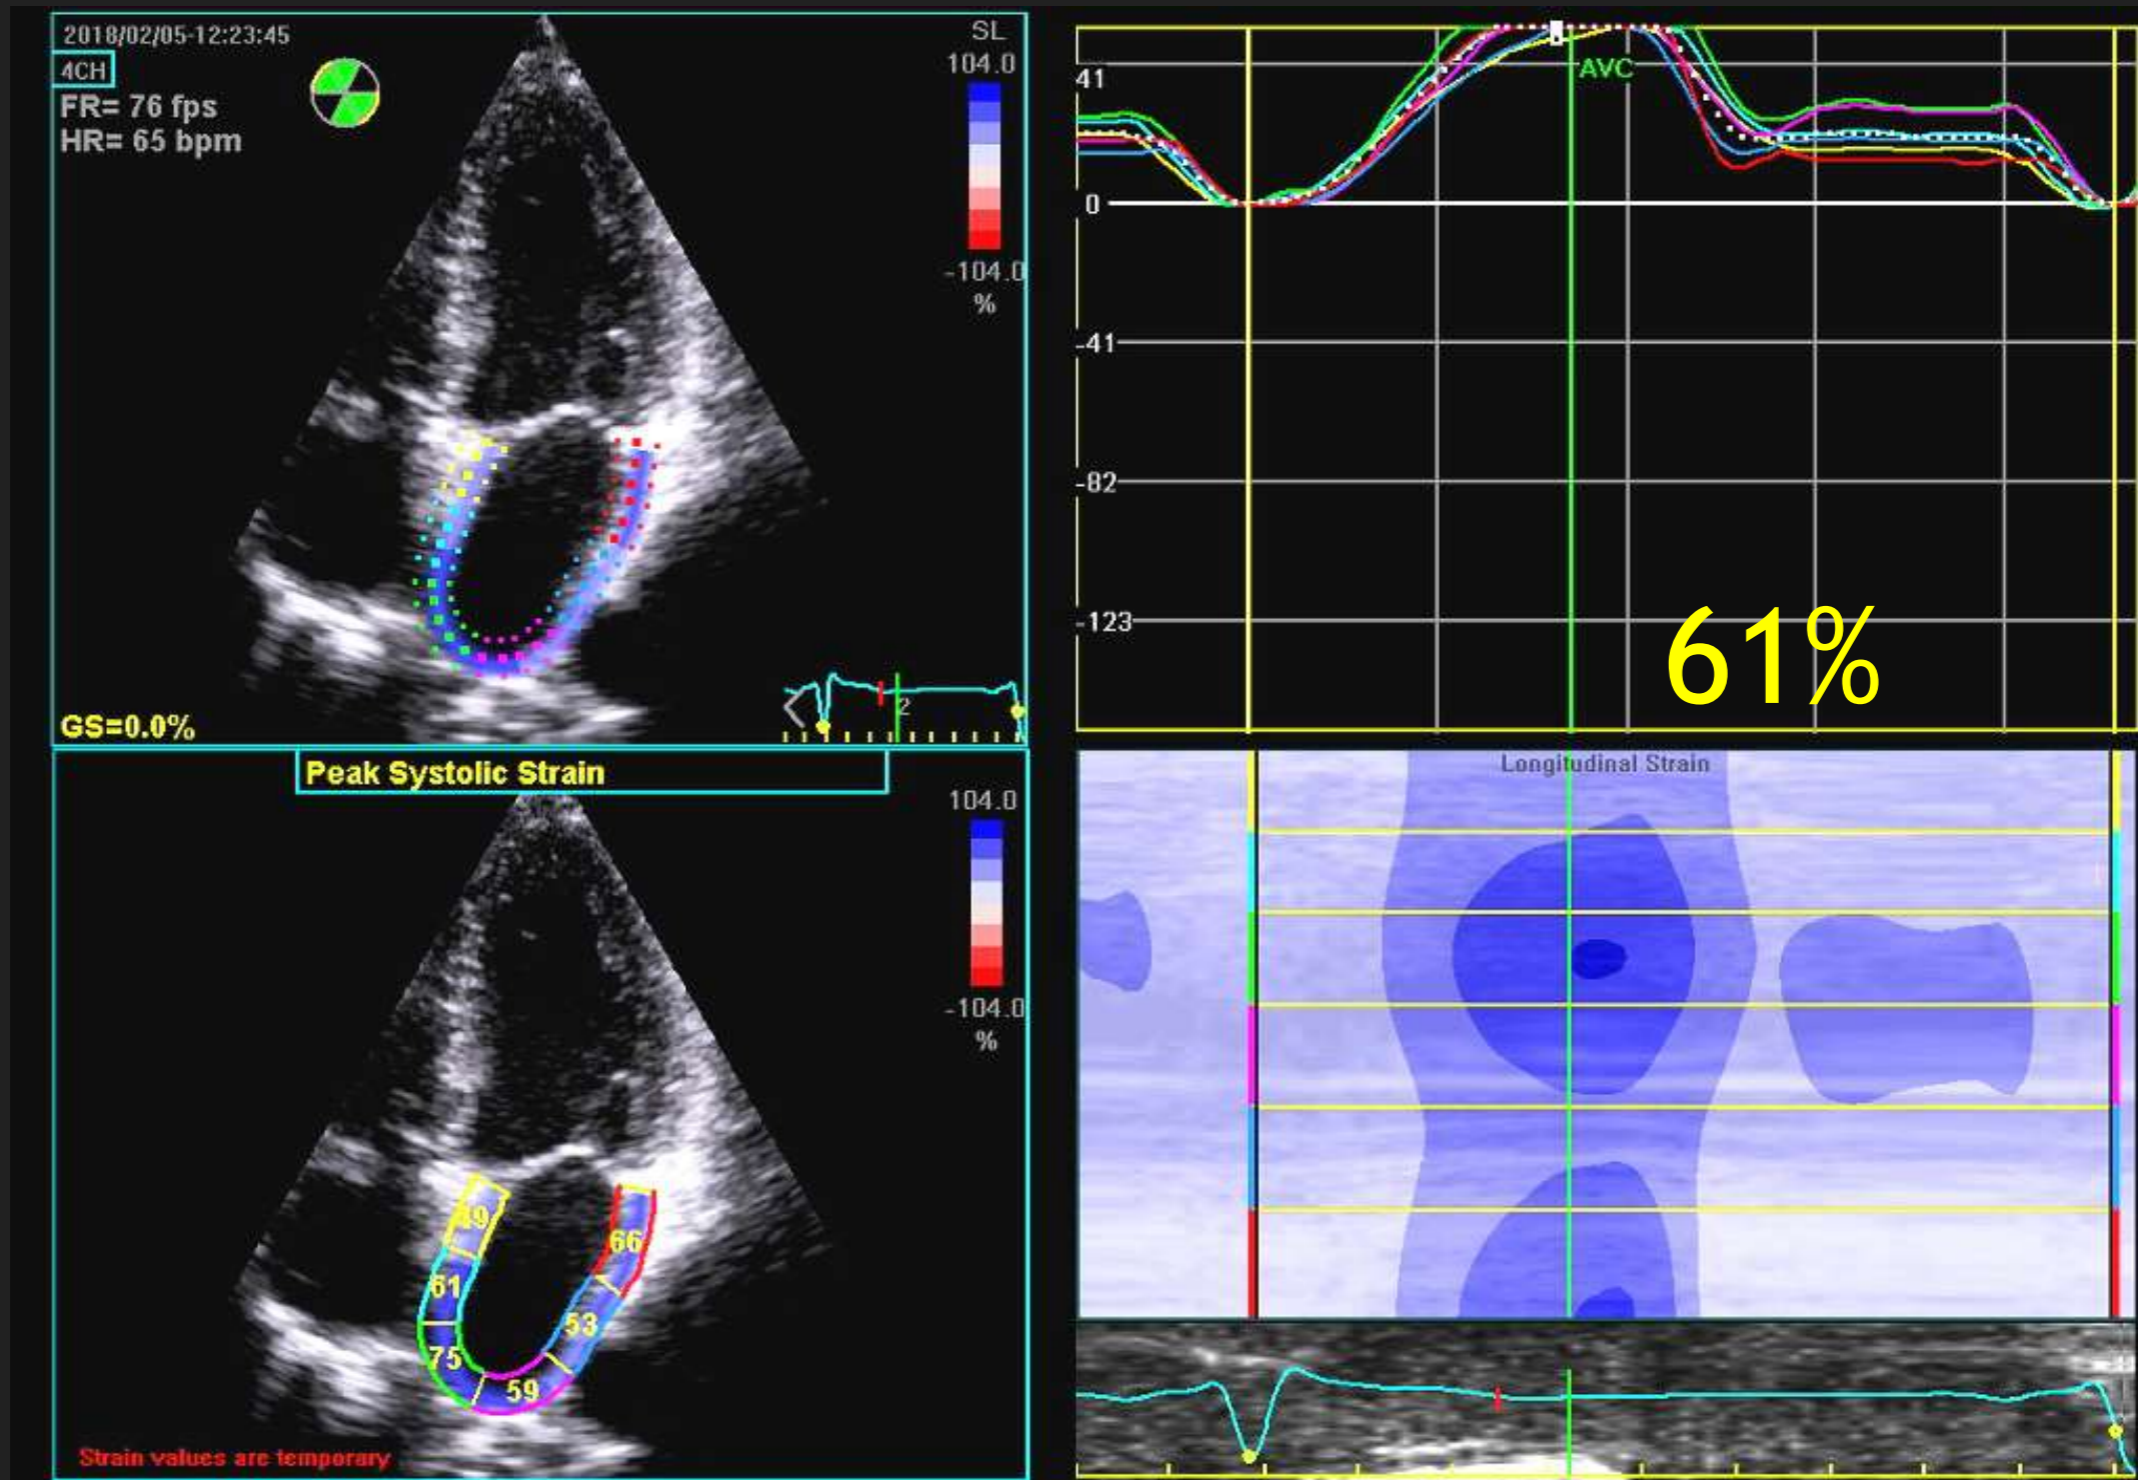 2018/02/05-12:23:45
4CH
FR= 76 fps
HR= 65 bpm
SL
104.0
-104.0
%
2
GS=0.0%
41
0
-41
-82
-123
AVC
61%
Peak Systolic Strain
104.0
-104.0
%
49
61
75
59
53
66
Strain values are temporary
Longitudinal Strain